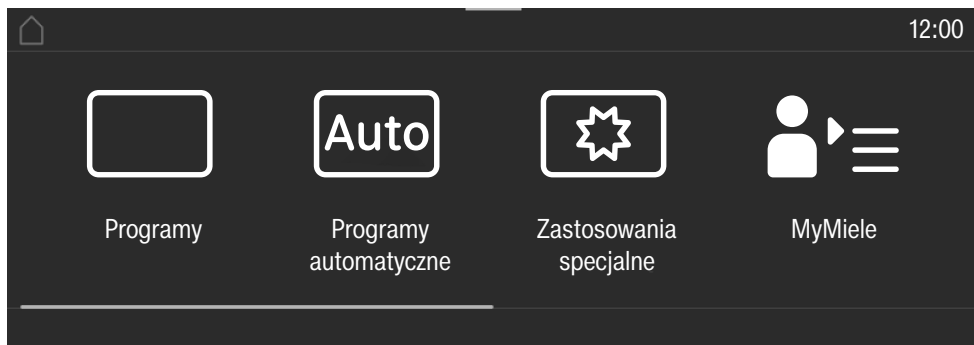 12:00
Auto
Programy
Programy
automatyczne
Zastosowania
specjalne
MyMiele